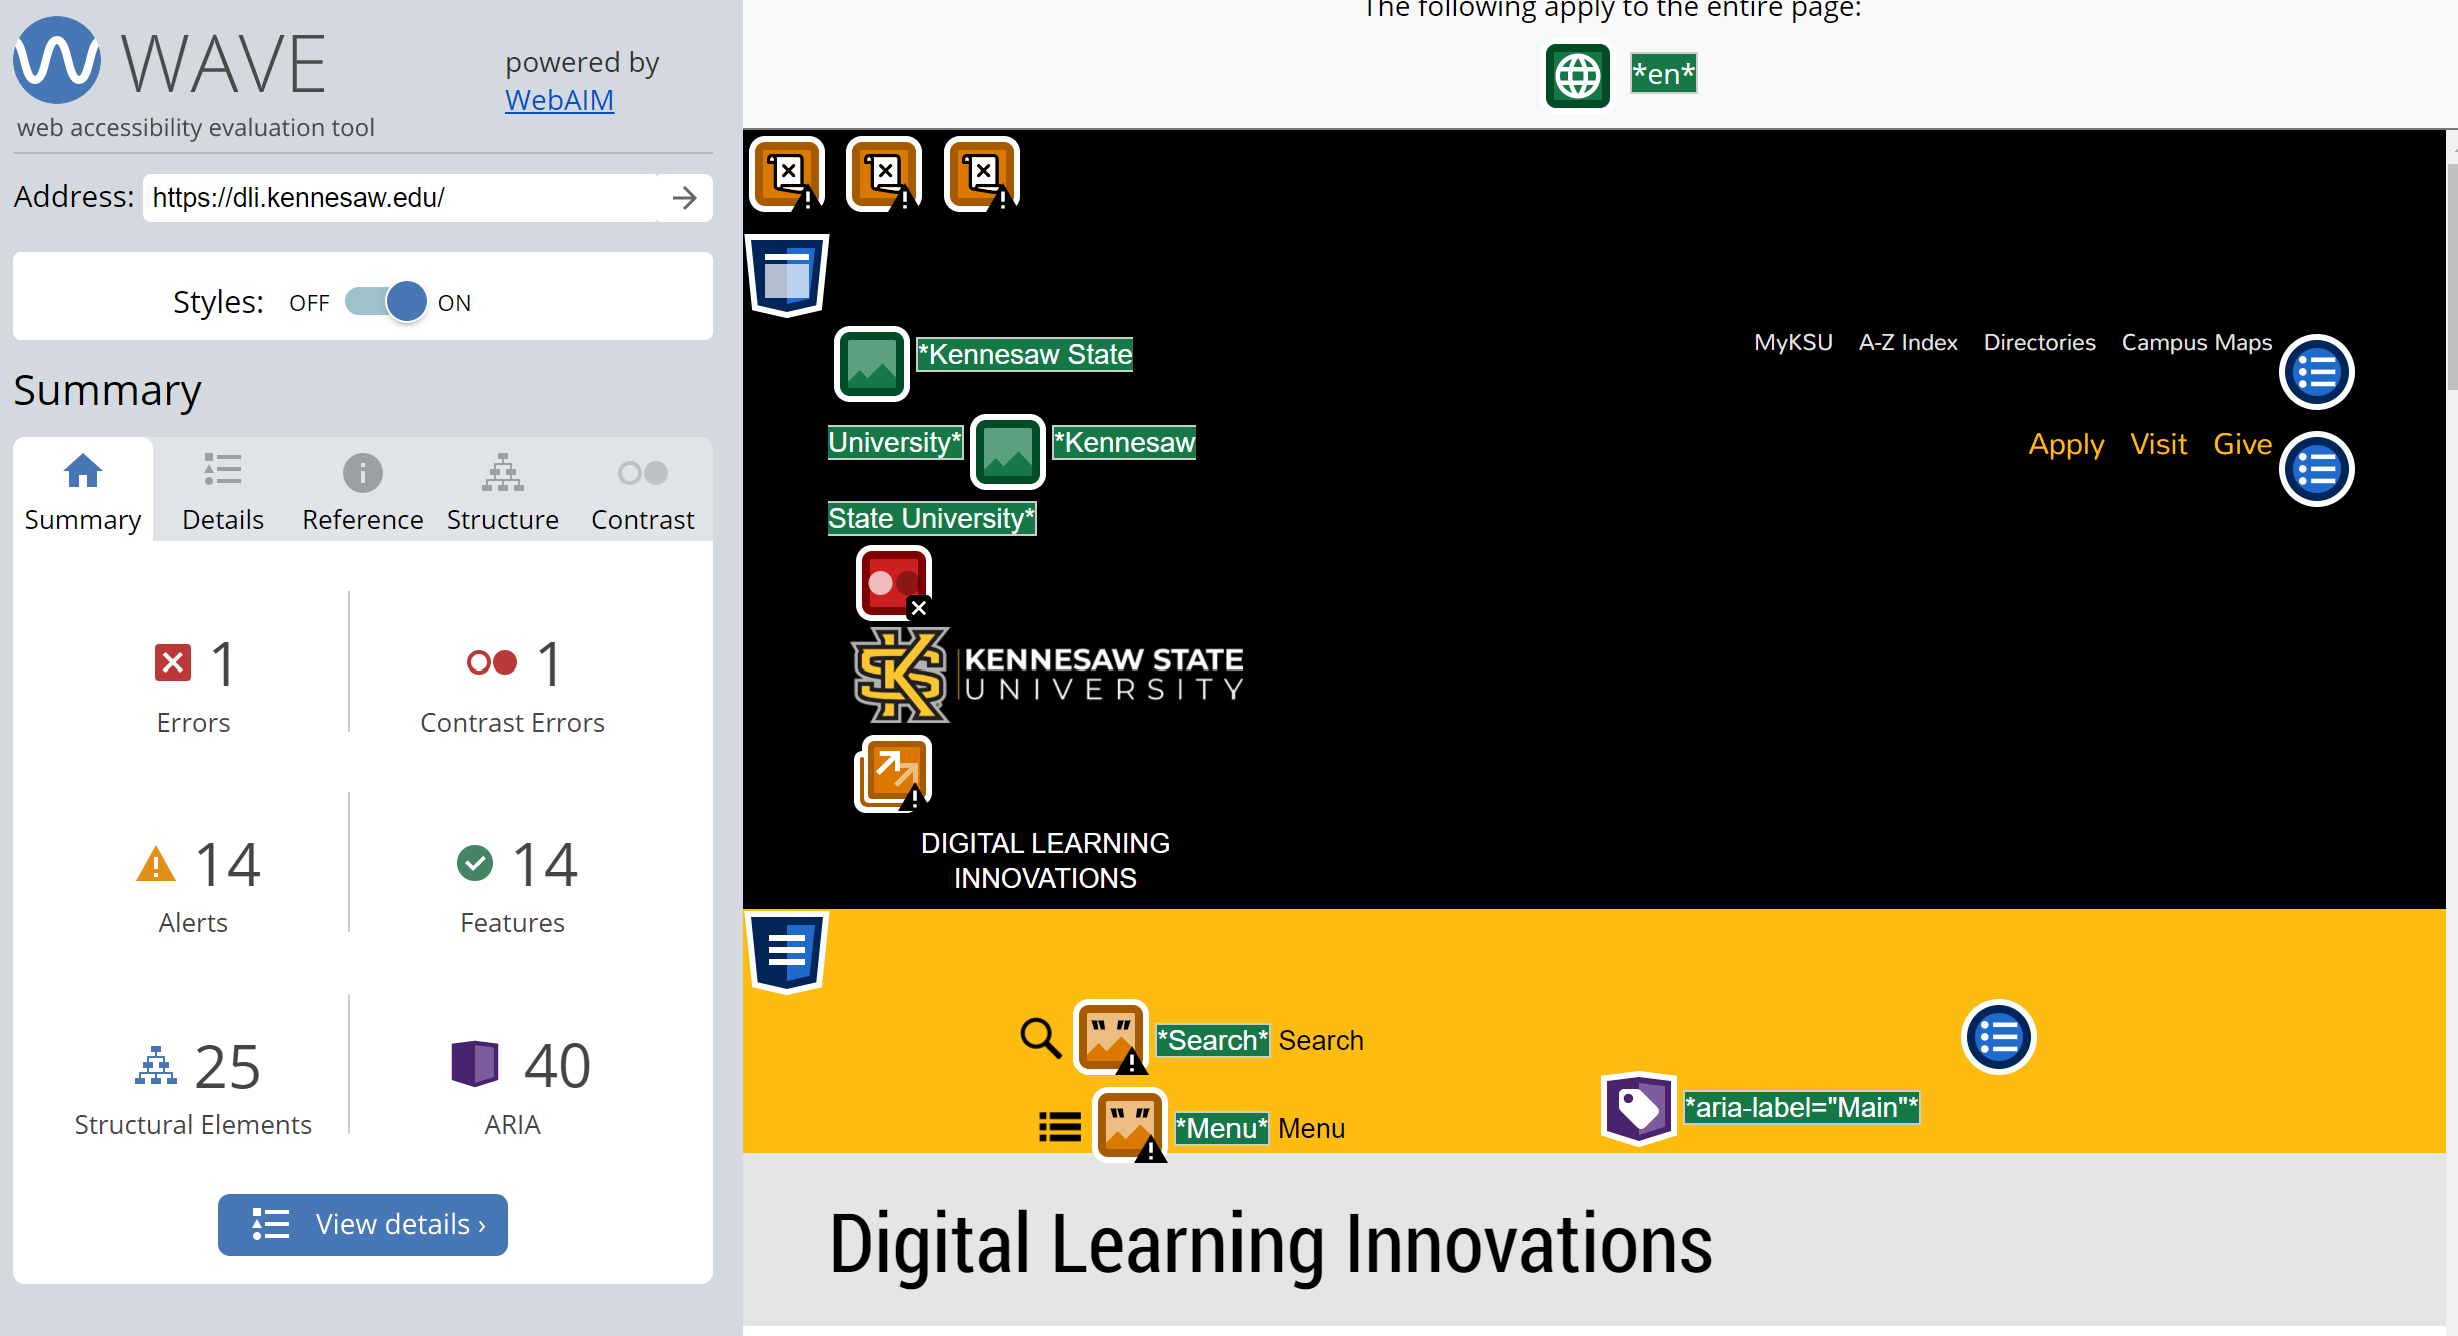 WAVE
powered by
WebAIM
web accessibility evaluation tool
Address: https://dli.kennesaw.edu/
Styles: OFF ON
Summary
Summary Details Reference Structure Contrast
1 Errors
1 Contrast Errors
14 Alerts
14 Features
25 Structural Elements
40 ARIA
View details ›
The following apply to the entire page:
*en*
*Kennesaw State
University* *Kennesaw
State University*
MyKSU A-Z Index Directories Campus Maps
Apply Visit Give
KENNESAW STATE
UNIVERSITY
DIGITAL LEARNING
INNOVATIONS
*Search* Search
*Menu* Menu
*aria-label="Main"*
Digital Learning Innovations